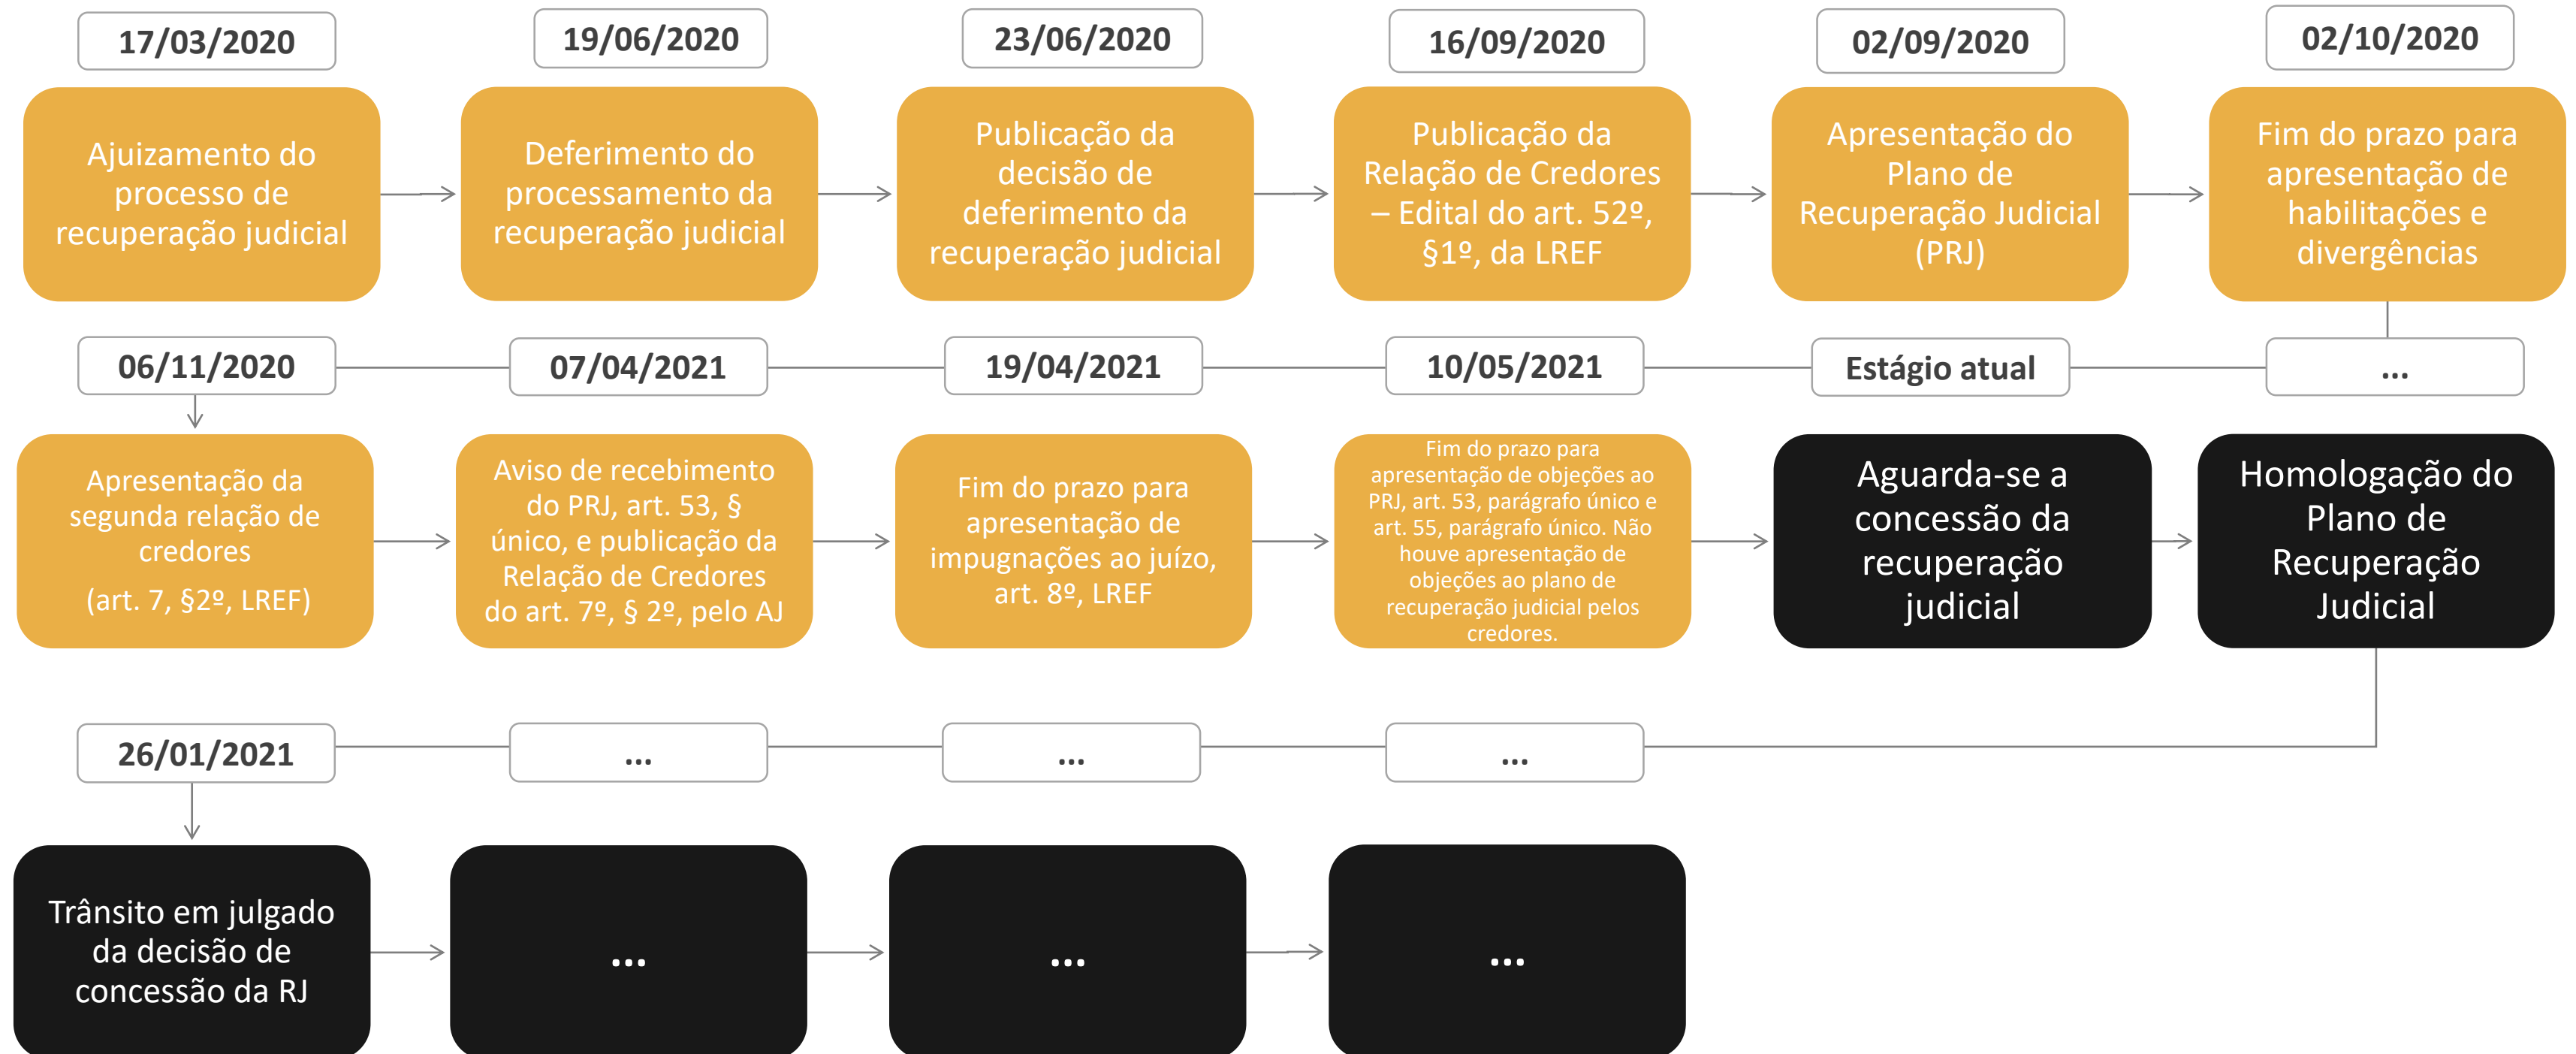 17/03/2020
19/06/2020
23/06/2020
16/09/2020
02/09/2020
02/10/2020
Ajuizamento do
processo de
recuperação judicial
Deferimento do
processamento da
recuperação judicial
Publicação da
decisão de
deferimento da
recuperação judicial
Publicação da
Relação de Credores
– Edital do art. 52º,
§1º, da LREF
Apresentação do
Plano de
Recuperação Judicial
(PRJ)
Fim do prazo para
apresentação de
habilitações e
divergências
06/11/2020
07/04/2021
19/04/2021
10/05/2021
Estágio atual
...
Apresentação da
segunda relação de
credores
(art. 7, §2º, LREF)
Aviso de recebimento
do PRJ, art. 53, §
único, e publicação da
Relação de Credores
do art. 7º, § 2º, pelo AJ
Fim do prazo para
apresentação de
impugnações ao juízo,
art. 8º, LREF
Fim do prazo para
apresentação de objeções ao
PRJ, art. 53, parágrafo único e
art. 55, parágrafo único. Não
houve apresentação de
objeções ao plano de
recuperação judicial pelos
credores.
Aguarda-se a
concessão da
recuperação
judicial
Homologação do
Plano de
Recuperação
Judicial
26/01/2021
...
...
...
Trânsito em julgado
da decisão de
concessão da RJ
...
...
...